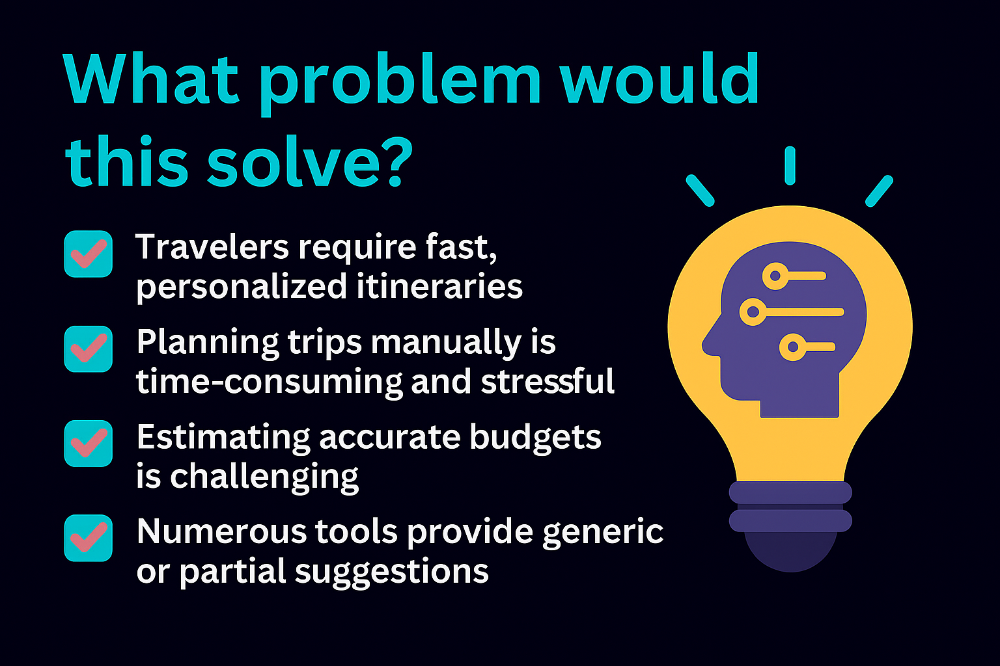 What problem would
this solve?
Travelers require fast,
personalized itineraries
Planning trips manually is
time-consuming and stressful
Estimating accurate budgets
is challenging
Numerous tools provide generic
or partial suggestions